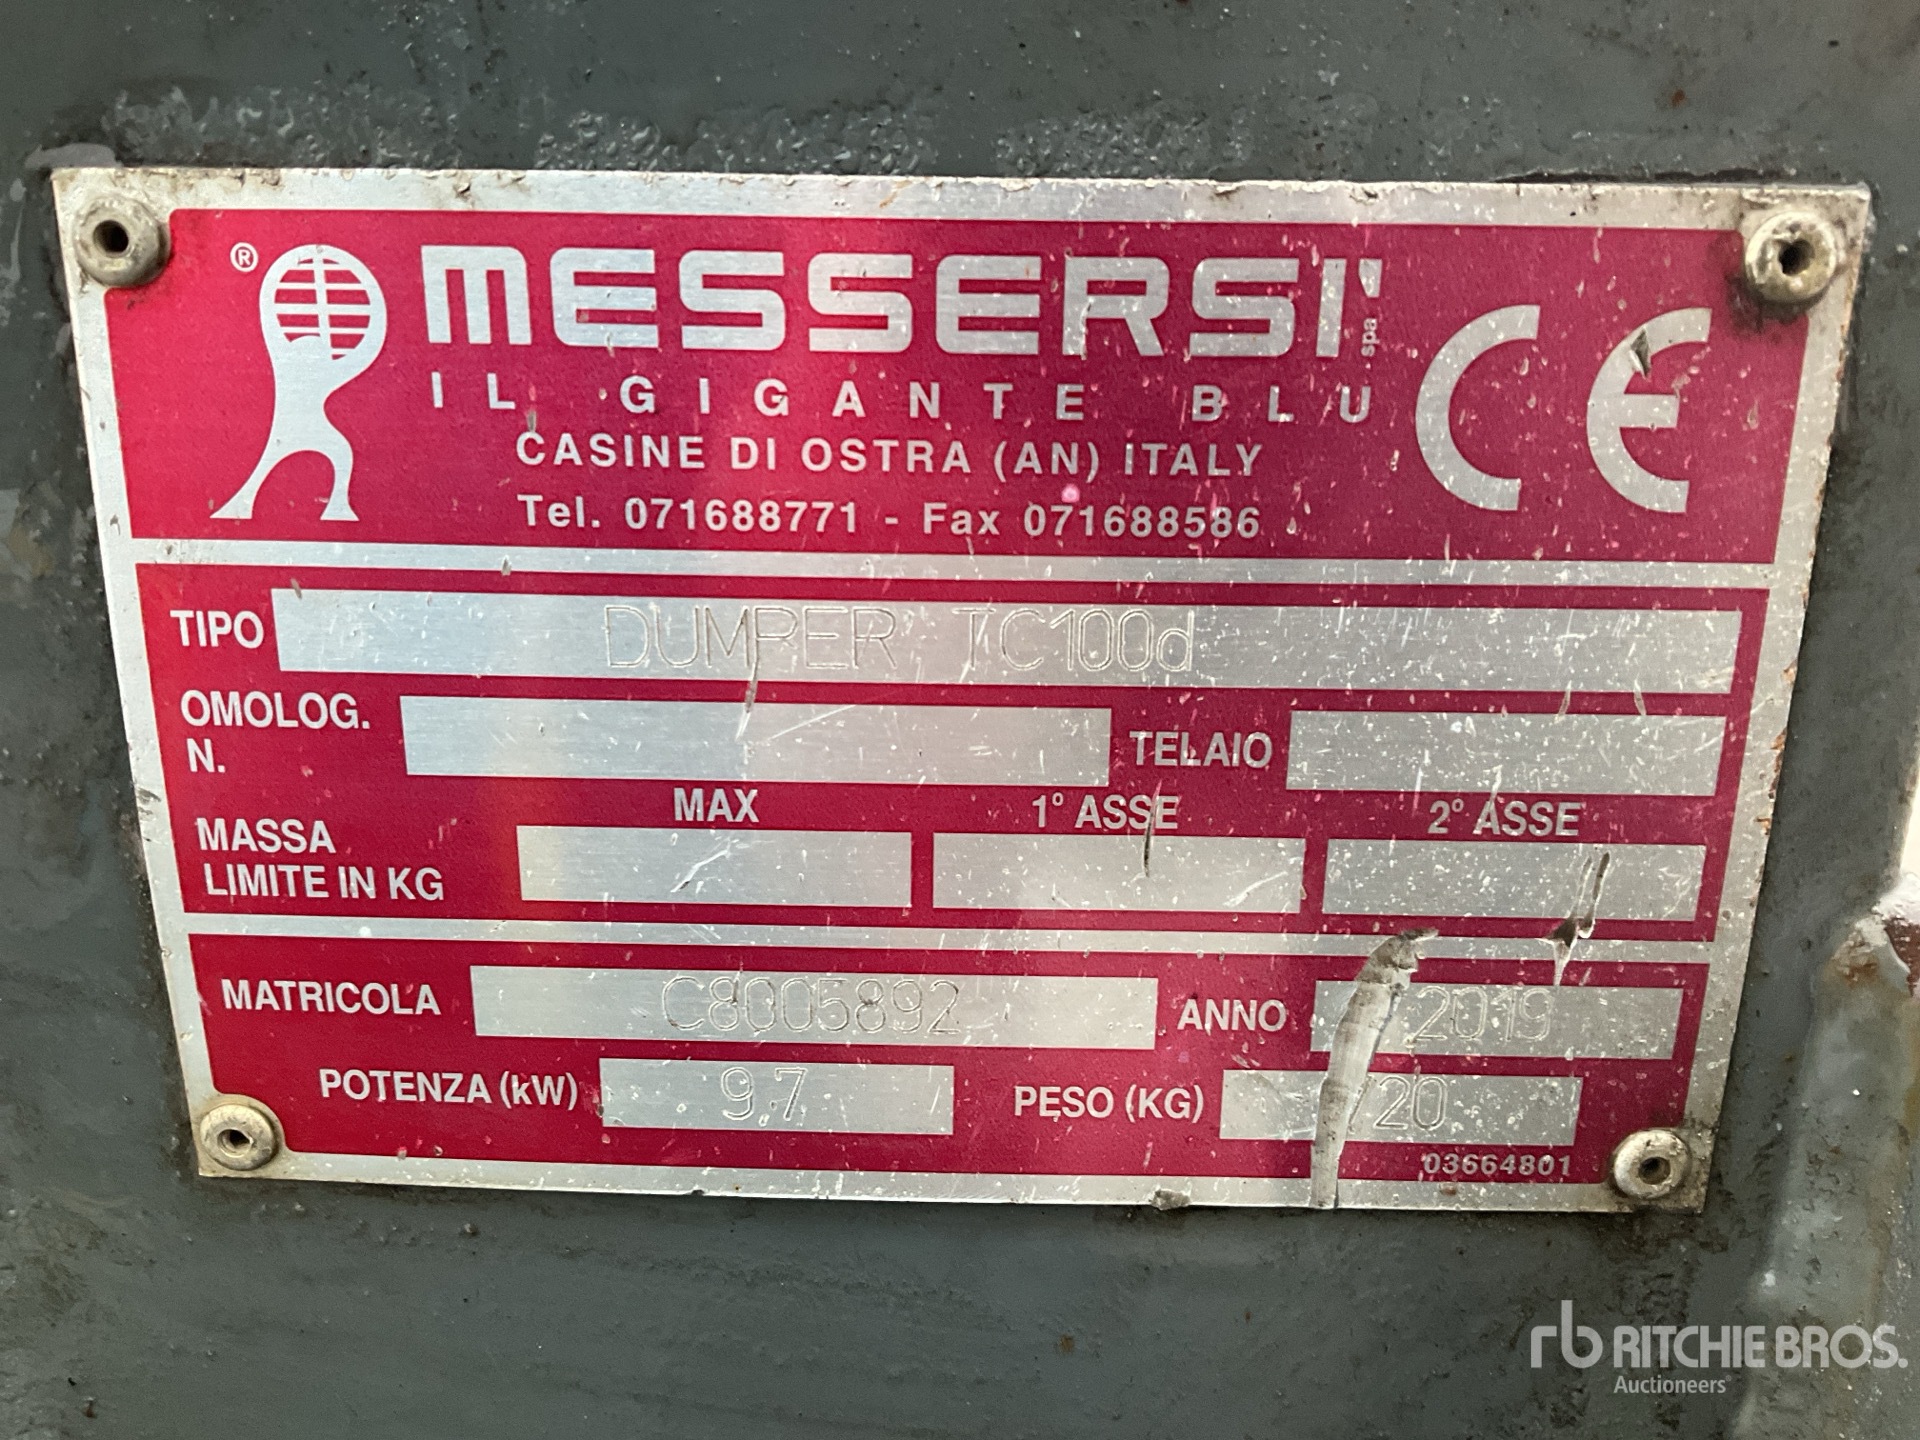 ® MESSERSI' spa CE
IL GIGANTE BLU
CASINE DI OSTRA (AN) ITALY
Tel. 071688771 - Fax 071688586
TIPO DUMPER TC100d
OMOLOG. N. TELAIO
MAX 1° ASSE 2° ASSE
MASSA LIMITE IN KG
MATRICOLA C8005892 ANNO 2019
POTENZA (kW) 9.7 PESO (KG)
03664801
rb RITCHIE BROS.
Auctioneers